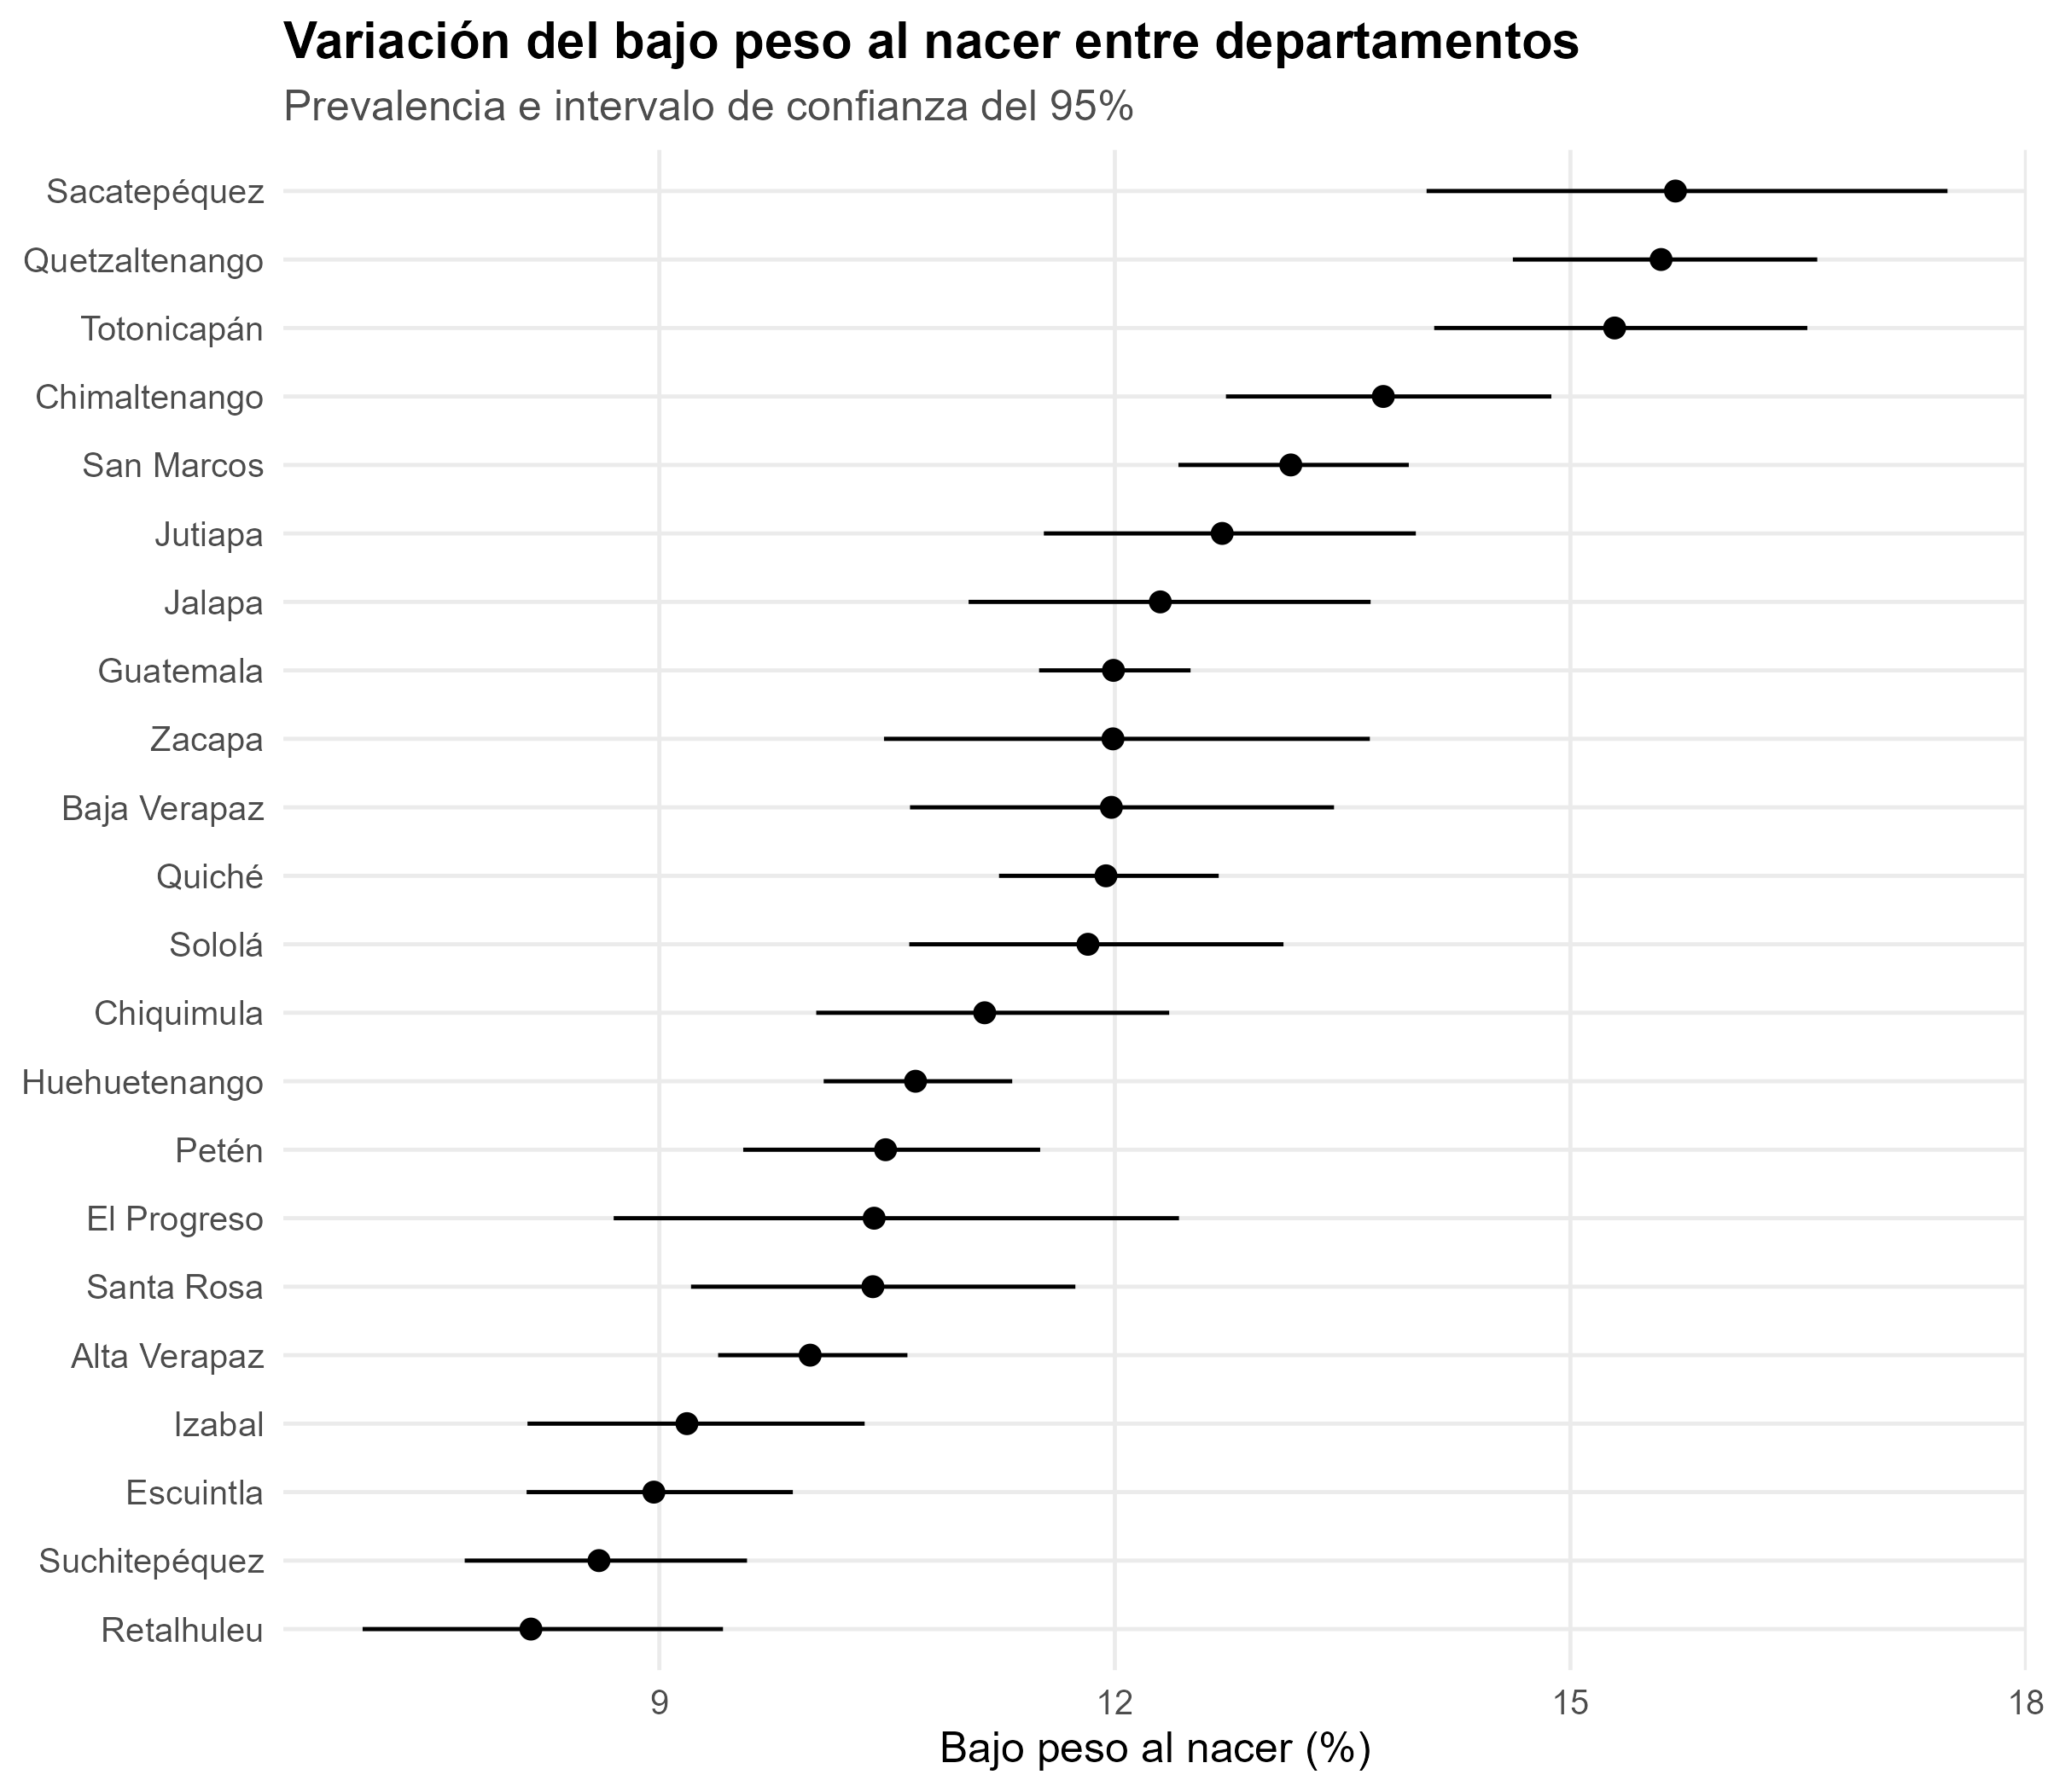 Variación del bajo peso al nacer entre departamentos
Prevalencia e intervalo de confianza del 95%
Sacatepéquez
Quetzaltenango
Totonicapán
Chimaltenango
San Marcos
Jutiapa
Jalapa
Guatemala
Zacapa
Baja Verapaz
Quiché
Sololá
Chiquimula
Huehuetenango
Petén
El Progreso
Santa Rosa
Alta Verapaz
Izabal
Escuintla
Suchitepéquez
Retalhuleu
9 12 15 18
Bajo peso al nacer (%)